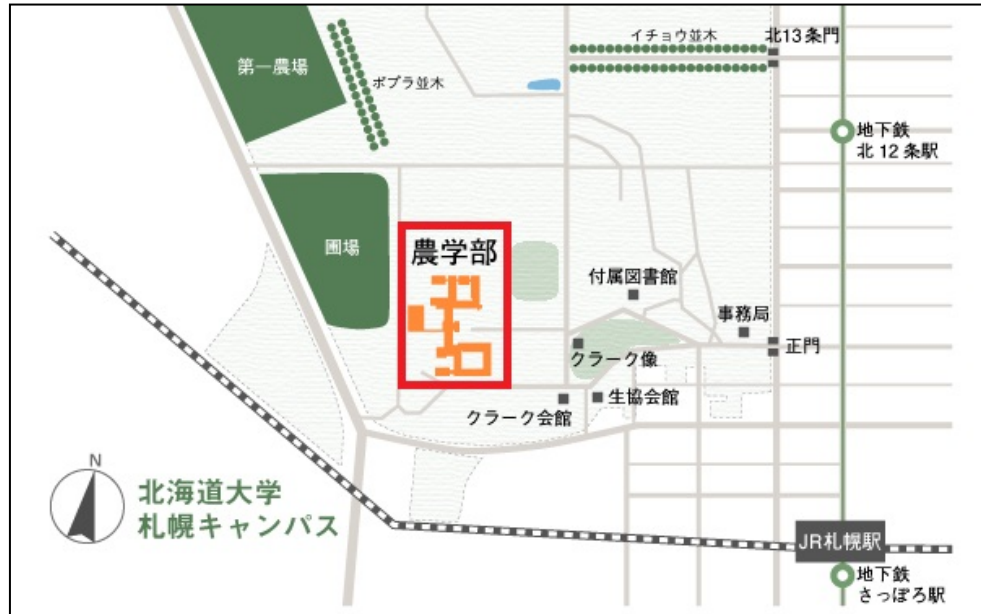 イチョウ並木
北13条門
第一農場
ポプラ並木
地下鉄
北12条駅
圃場
農学部
付属図書館
事務局
正門
クラーク像
生協会館
クラーク会館
N
北海道大学
札幌キャンパス
JR札幌駅
地下鉄
さっぽろ駅